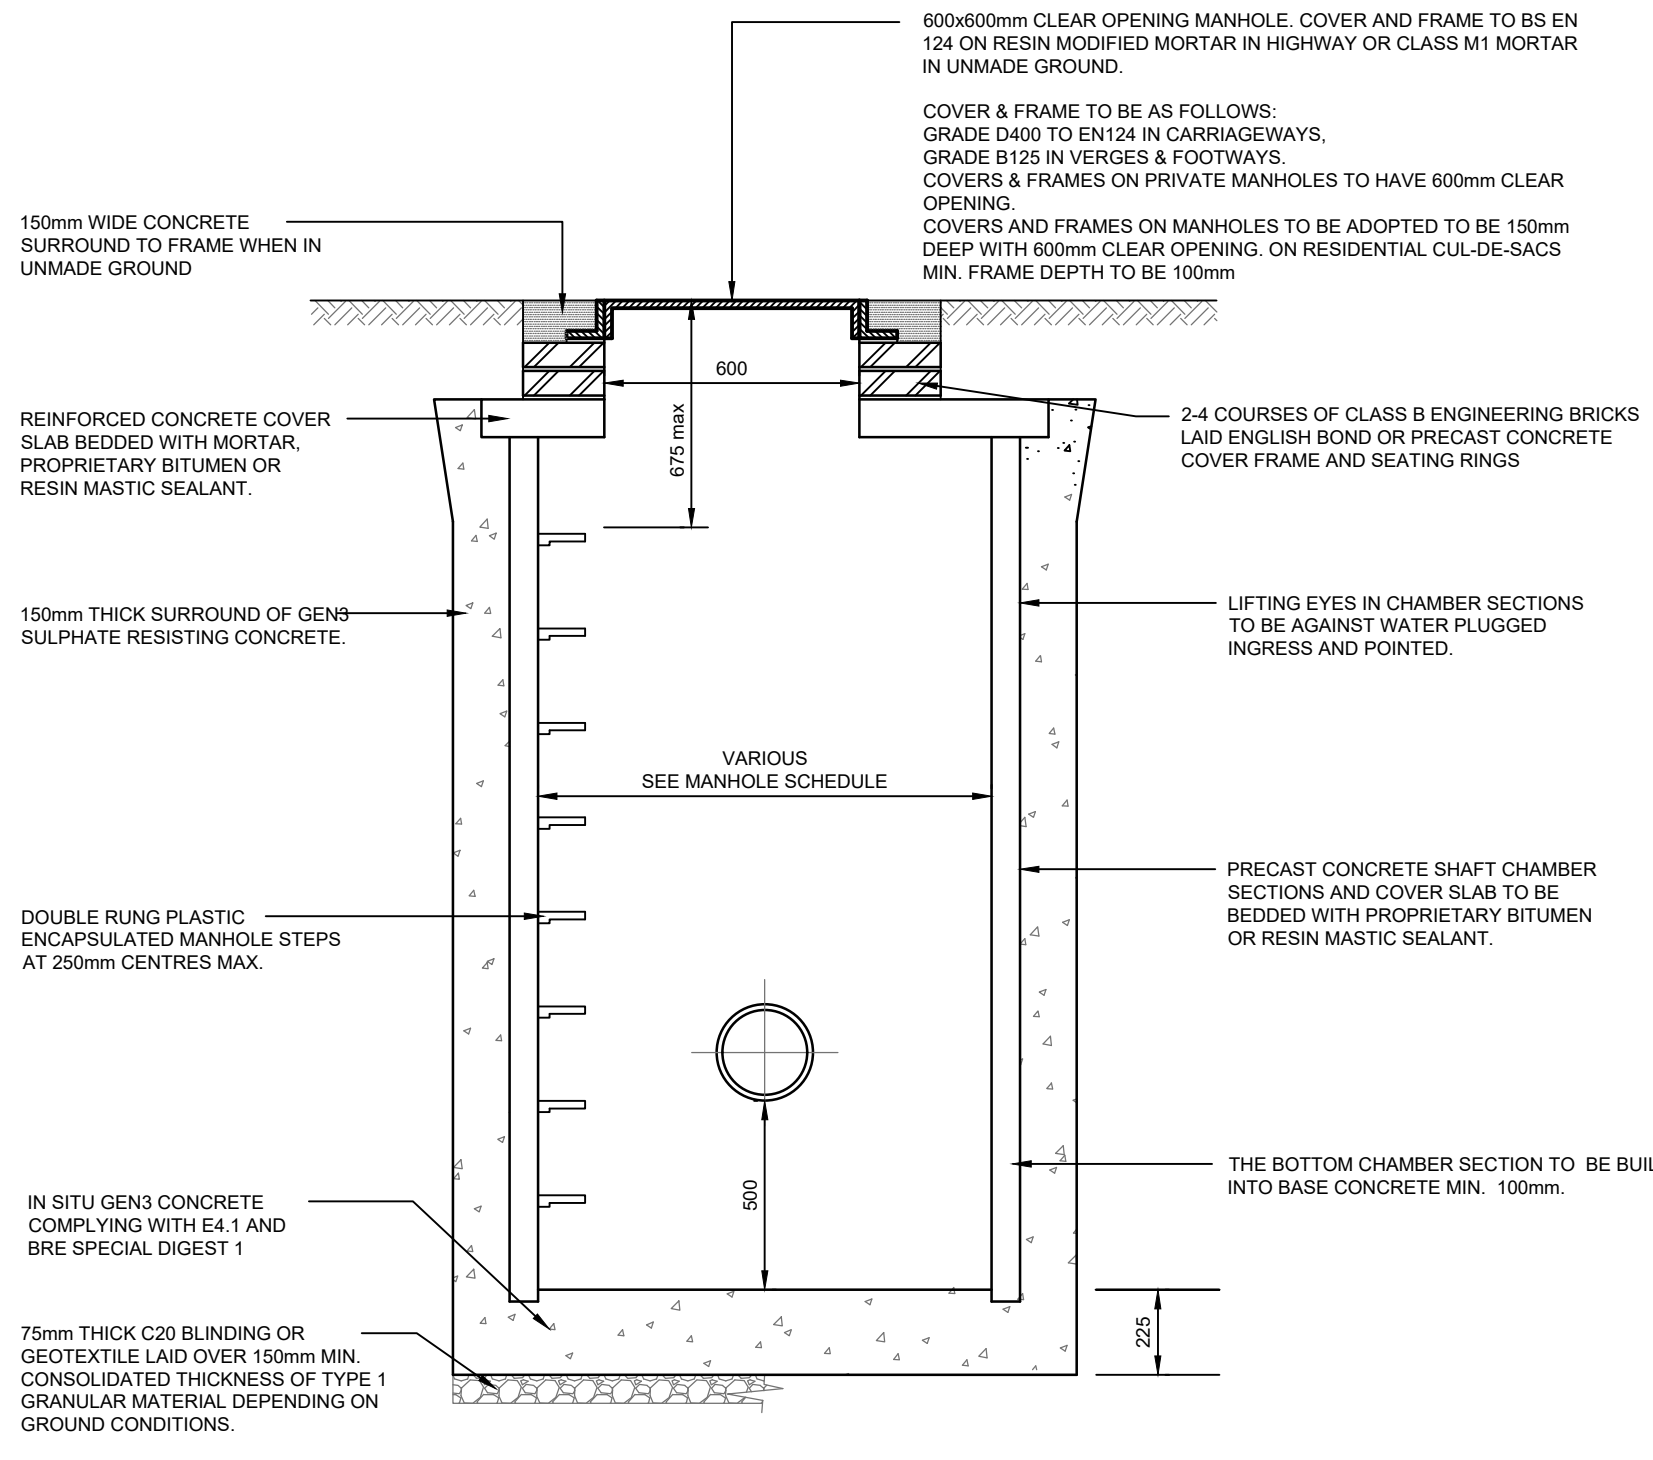 600x600mm CLEAR OPENING MANHOLE. COVER AND FRAME TO BS EN
124 ON RESIN MODIFIED MORTAR IN HIGHWAY OR CLASS M1 MORTAR
IN UNMADE GROUND.
COVER & FRAME TO BE AS FOLLOWS:
GRADE D400 TO EN124 IN CARRIAGEWAYS,
GRADE B125 IN VERGES & FOOTWAYS.
COVERS & FRAMES ON PRIVATE MANHOLES TO HAVE 600mm CLEAR
OPENING.
COVERS AND FRAMES ON MANHOLES TO BE ADOPTED TO BE 150mm
DEEP WITH 600mm CLEAR OPENING. ON RESIDENTIAL CUL-DE-SACS
MIN. FRAME DEPTH TO BE 100mm
150mm WIDE CONCRETE
SURROUND TO FRAME WHEN IN
UNMADE GROUND
600
675 max
REINFORCED CONCRETE COVER
SLAB BEDDED WITH MORTAR,
PROPRIETARY BITUMEN OR
RESIN MASTIC SEALANT.
2-4 COURSES OF CLASS B ENGINEERING BRICKS
LAID ENGLISH BOND OR PRECAST CONCRETE
COVER FRAME AND SEATING RINGS
150mm THICK SURROUND OF GEN3
SULPHATE RESISTING CONCRETE.
LIFTING EYES IN CHAMBER SECTIONS
TO BE AGAINST WATER PLUGGED
INGRESS AND POINTED.
VARIOUS
SEE MANHOLE SCHEDULE
PRECAST CONCRETE SHAFT CHAMBER
SECTIONS AND COVER SLAB TO BE
BEDDED WITH PROPRIETARY BITUMEN
OR RESIN MASTIC SEALANT.
DOUBLE RUNG PLASTIC
ENCAPSULATED MANHOLE STEPS
AT 250mm CENTRES MAX.
500
THE BOTTOM CHAMBER SECTION TO BE BUIL
INTO BASE CONCRETE MIN. 100mm.
IN SITU GEN3 CONCRETE
COMPLYING WITH E4.1 AND
BRE SPECIAL DIGEST 1
225
75mm THICK C20 BLINDING OR
GEOTEXTILE LAID OVER 150mm MIN.
CONSOLIDATED THICKNESS OF TYPE 1
GRANULAR MATERIAL DEPENDING ON
GROUND CONDITIONS.